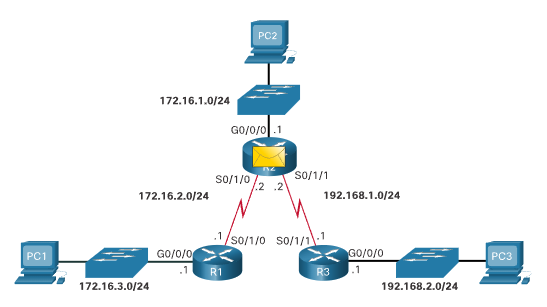 PC2
172.16.1.0/24
G0/0/0 .1
R2
S0/1/0 S0/1/1
.2 .2
172.16.2.0/24 192.168.1.0/24
.1 S0/1/0 S0/1/1 .1
PC1 G0/0/0 R1 R3 G0/0/0 PC3
.1 .1
172.16.3.0/24 192.168.2.0/24